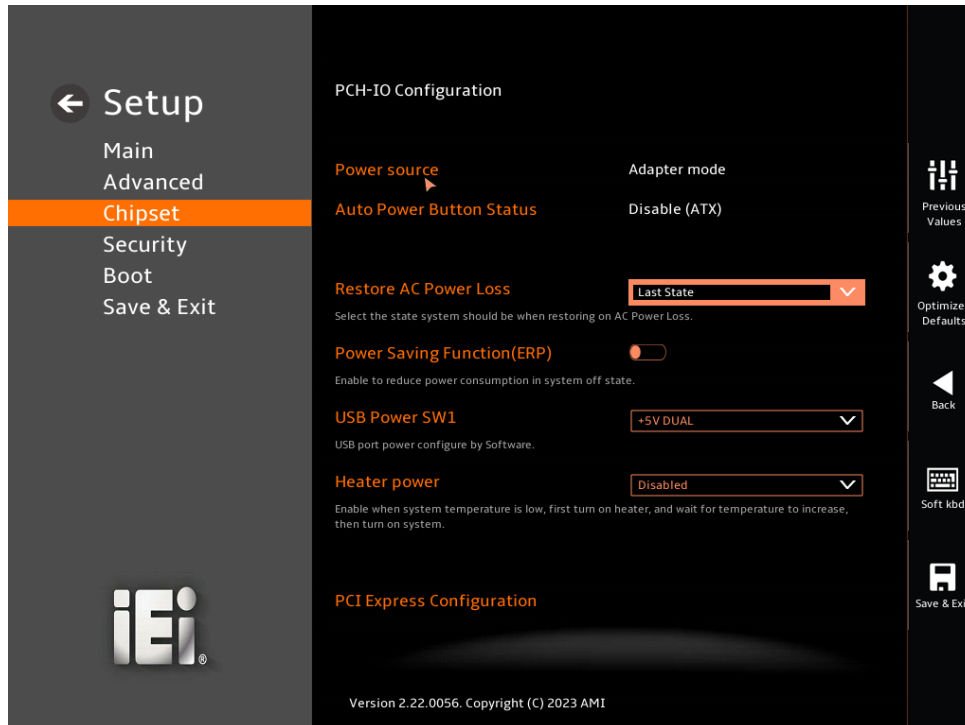 Setup
Main
Advanced
Chipset
Security
Boot
Save & Exit
iEi®
PCH-IO Configuration
Power source Adapter mode
Auto Power Button Status Disable (ATX)
Restore AC Power Loss Last State
Select the state system should be when restoring on AC Power Loss.
Power Saving Function(ERP)
Enable to reduce power consumption in system off state.
USB Power SW1 +5V DUAL
USB port power configure by Software.
Heater power Disabled
Enable when system temperature is low, first turn on heater, and wait for temperature to increase,
then turn on system.
PCI Express Configuration
Version 2.22.0056. Copyright (C) 2023 AMI
Previous
Values
Optimize
Defaults
Back
Soft kbd
Save & Exi